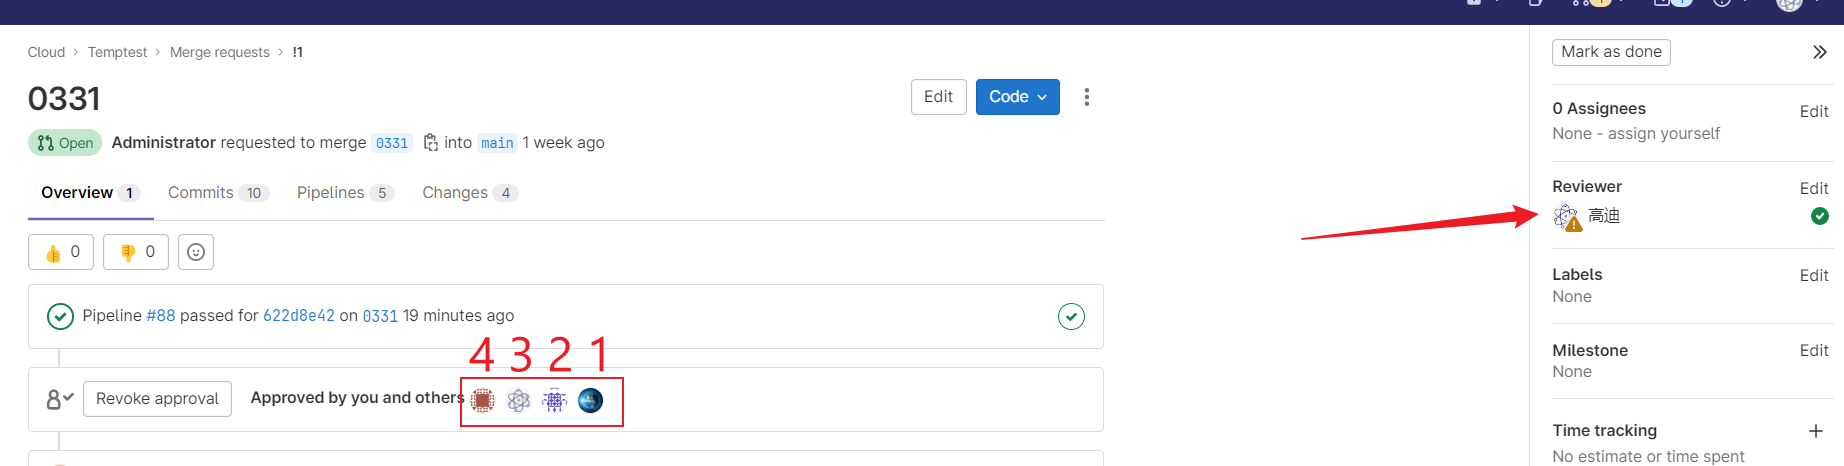 Cloud > Temptest > Merge requests > !1
0331
Edit
Code
Open Administrator requested to merge 0331 into main 1 week ago
Overview 1 Commits 10 Pipelines 5 Changes 4
👍 0 👎 0
Pipeline #88 passed for 622d8e42 on 0331 19 minutes ago
4 3 2 1
Revoke approval Approved by you and others
Mark as done
0 Assignees Edit
None - assign yourself
Reviewer Edit
高迪
Labels Edit
None
Milestone Edit
None
Time tracking
No estimate or time spent